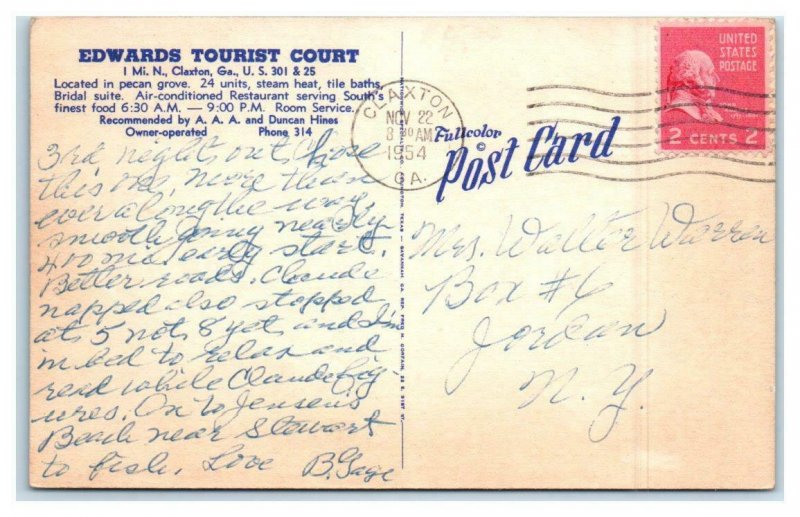 EDWARDS TOURIST COURT
1 Mi. N., Claxton, Ga., U. S. 301 & 25
Located in pecan grove. 24 units, steam heat, tile baths,
Bridal suite. Air-conditioned Restaurant serving South's
finest food 6:30 A.M. — 9:00 P.M. Room Service.
Recommended by A. A. A. and Duncan Hines
Owner-operated Phone 314
3rd night out. Chose
this one, more than
ever along the way,
smooth going nearly
400 mi. early start.
Better roads. Claude
napped also stopped
at 5 not 8 yet and I'm
in bed to relax and
read while Claude fig
ures. On to Jensen's
Beach near Stewart
to fish. Love B. Gage
CLAXTON
NOV 22
8 30 AM
1954
GA.
Fullcolor
©
Post Card
UNITED
STATES
POSTAGE
2 CENTS 2
Mrs. Walter Warren
Box #6
Jordan
N. Y.